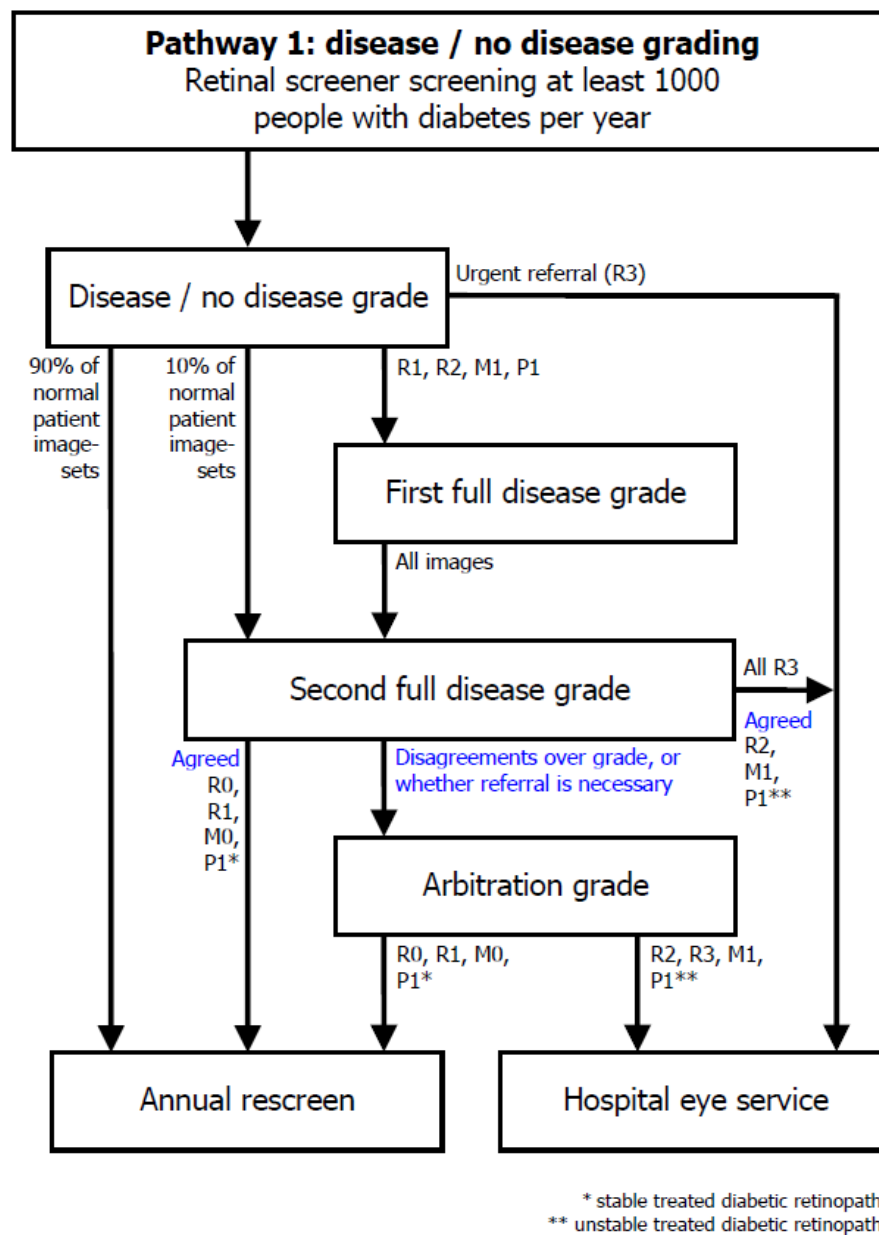 Pathway 1: disease / no disease grading
Retinal screener screening at least 1000
people with diabetes per year
Urgent referral (R3)
Disease / no disease grade
90% of
normal
patient
image-
sets
10% of
normal
patient
image-
sets
R1, R2, M1, P1
First full disease grade
All images
Second full disease grade
All R3
Agreed
R2,
M1,
P1**
Agreed
R0,
R1,
M0,
P1*
Disagreements over grade, or
whether referral is necessary
Arbitration grade
R0, R1, M0,
P1*
R2, R3, M1,
P1**
Annual rescreen
Hospital eye service
* stable treated diabetic retinopath
** unstable treated diabetic retinopath